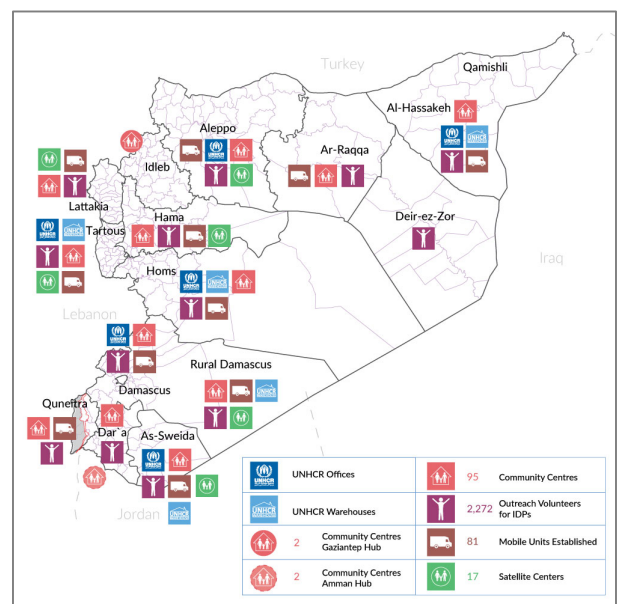 Turkey
Qamishli
Al-Hassakeh
Aleppo
Ar-Raqqa
Idleb
Lattakia
Deir-ez-Zor
Hama
Tartous
Iraq
Homs
Lebanon
Rural Damascus
Damascus
Quneitra
Dar`a
As-Sweida
Jordan
UNHCR Offices
95 Community Centres
UNHCR Warehouses
2,272 Outreach Volunteers
for IDPs
2 Community Centres
Gaziantep Hub
81 Mobile Units Established
2 Community Centres
Amman Hub
17 Satellite Centers